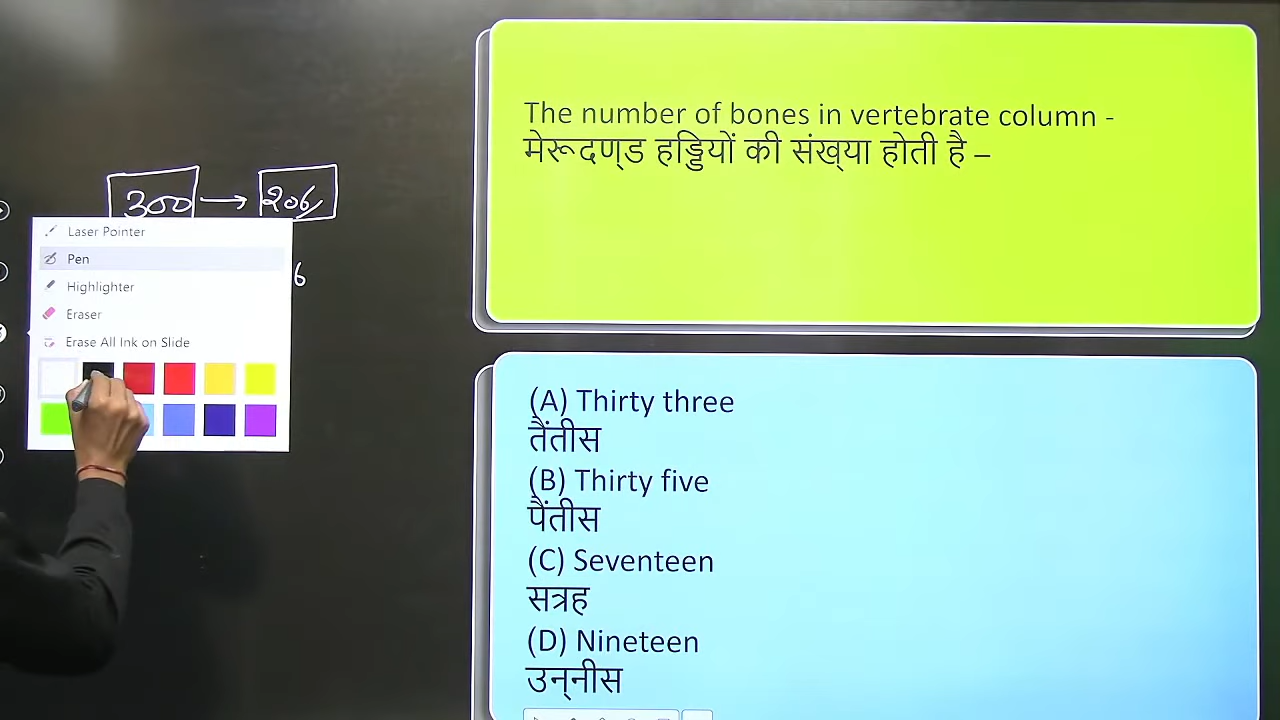 The number of bones in vertebrate column -
मेरूदण्ड हड्डियों की संख्या होती है –
300 → 206
6
Laser Pointer
Pen
Highlighter
Eraser
Erase All Ink on Slide
(A) Thirty three
तैंतीस
(B) Thirty five
पैंतीस
(C) Seventeen
सत्रह
(D) Nineteen
उन्नीस